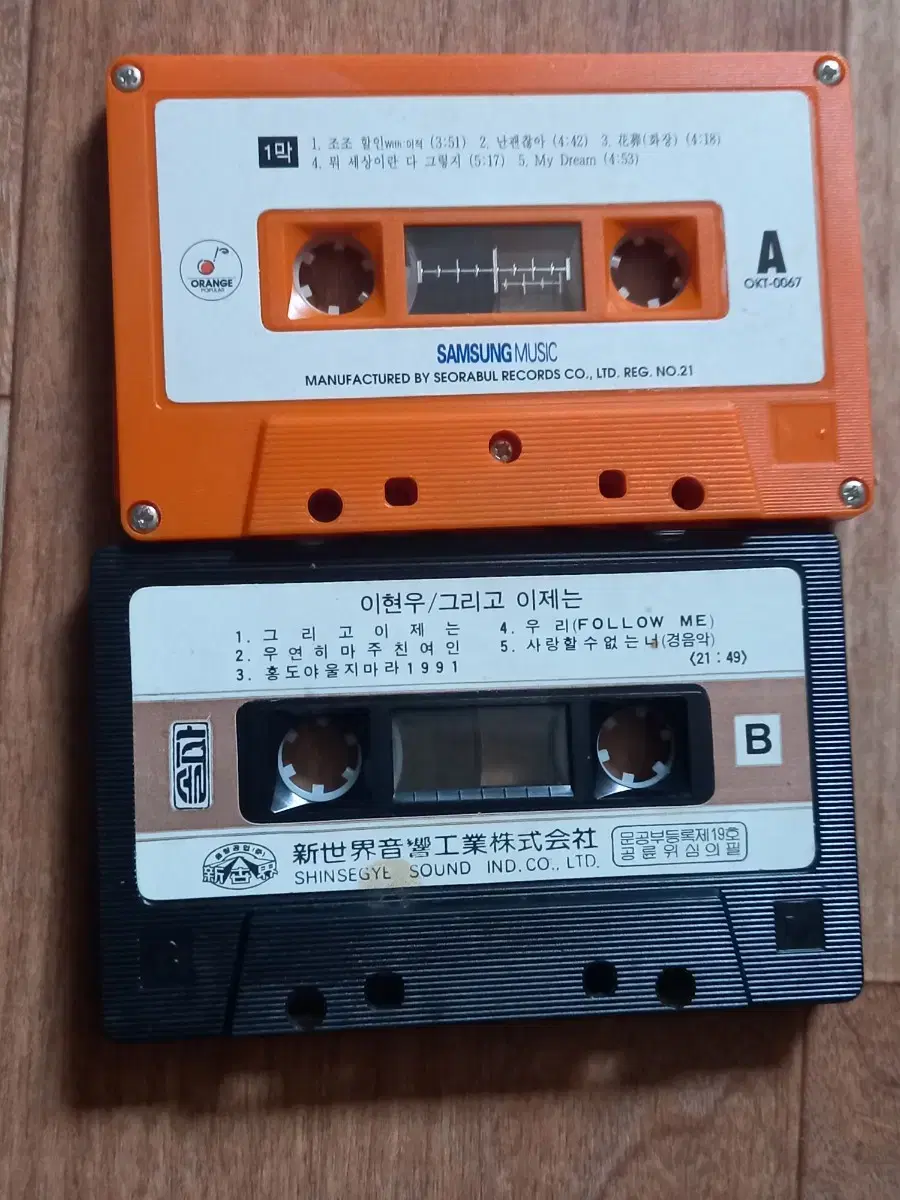 1막
1. 조조 할인With 이적 (3:51) 2. 난괜찮아 (4:42) 3. 花葬(화장) (4:18)
4. 뭐 세상이란 다 그렇지 (5:17) 5. My Dream (4:53)
ORANGE
POPULAR
A
OKT-0067
SAMSUNG MUSIC
MANUFACTURED BY SEORABUL RECORDS CO., LTD. REG. NO.21
이현우/그리고 이제는
1. 그 리 고 이 제 는
2. 우 연 히 마 주 친 여 인
3. 홍도야울지마라1991
4. 우 리(FOLLOW ME)
5. 사랑할수없는너(경음악)
〈21 : 49〉
B
新世界音響工業株式会社
SHINSEGYE SOUND IND. CO., LTD.
문공부등록제19호
공륜위심의필